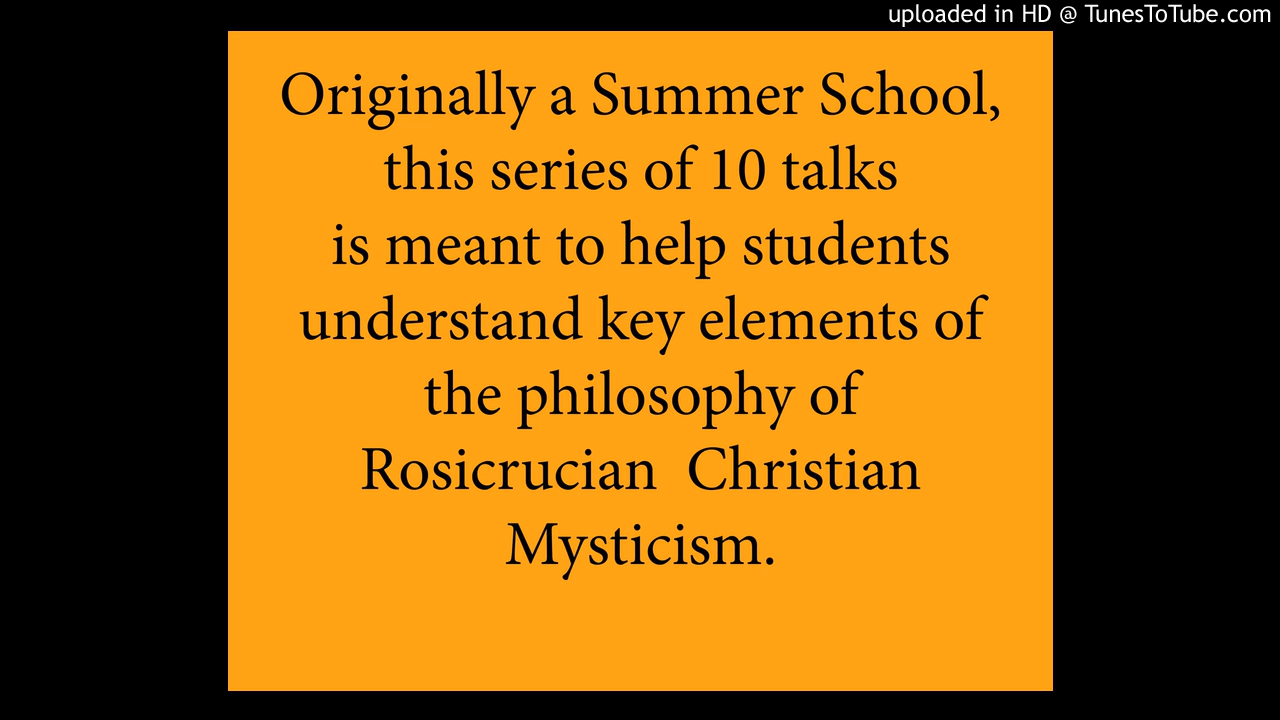 uploaded in HD @ TunesToTube.com
Originally a Summer School,
this series of 10 talks
is meant to help students
understand key elements of
the philosophy of
Rosicrucian  Christian
Mysticism.